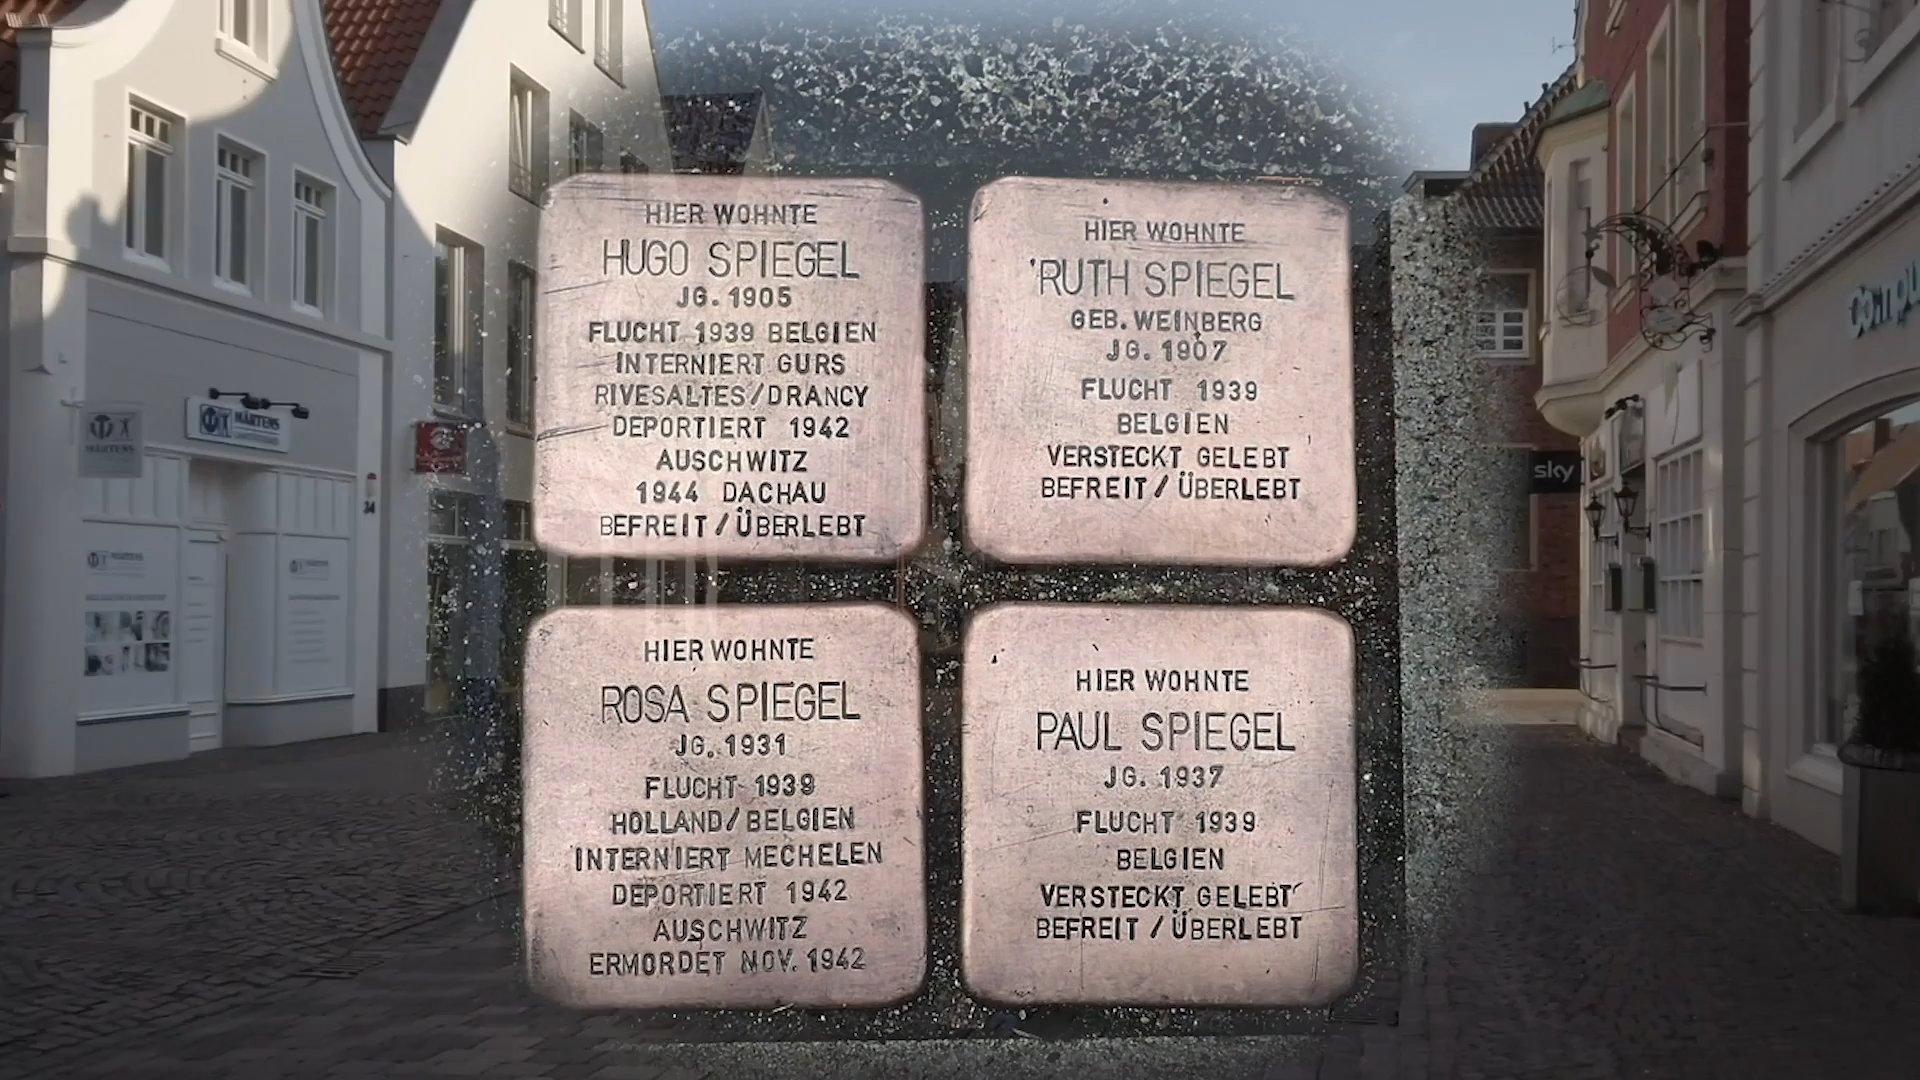 HIER WOHNTE
HUGO SPIEGEL
JG. 1905
FLUCHT 1939 BELGIEN
INTERNIERT GURS
RIVESALTES/DRANCY
DEPORTIERT 1942
AUSCHWITZ
1944 DACHAU
BEFREIT/ÜBERLEBT
HIER WOHNTE
RUTH SPIEGEL
GEB. WEINBERG
JG. 1907
FLUCHT 1939
BELGIEN
VERSTECKT GELEBT
BEFREIT/ÜBERLEBT
HIER WOHNTE
ROSA SPIEGEL
JG. 1931
FLUCHT 1939
HOLLAND/BELGIEN
INTERNIERT MECHELEN
DEPORTIERT 1942
AUSCHWITZ
ERMORDET NOV. 1942
HIER WOHNTE
PAUL SPIEGEL
JG. 1937
FLUCHT 1939
BELGIEN
VERSTECKT GELEBT
BEFREIT/ÜBERLEBT
MÄRTENS
MÄRTENS
34
sky